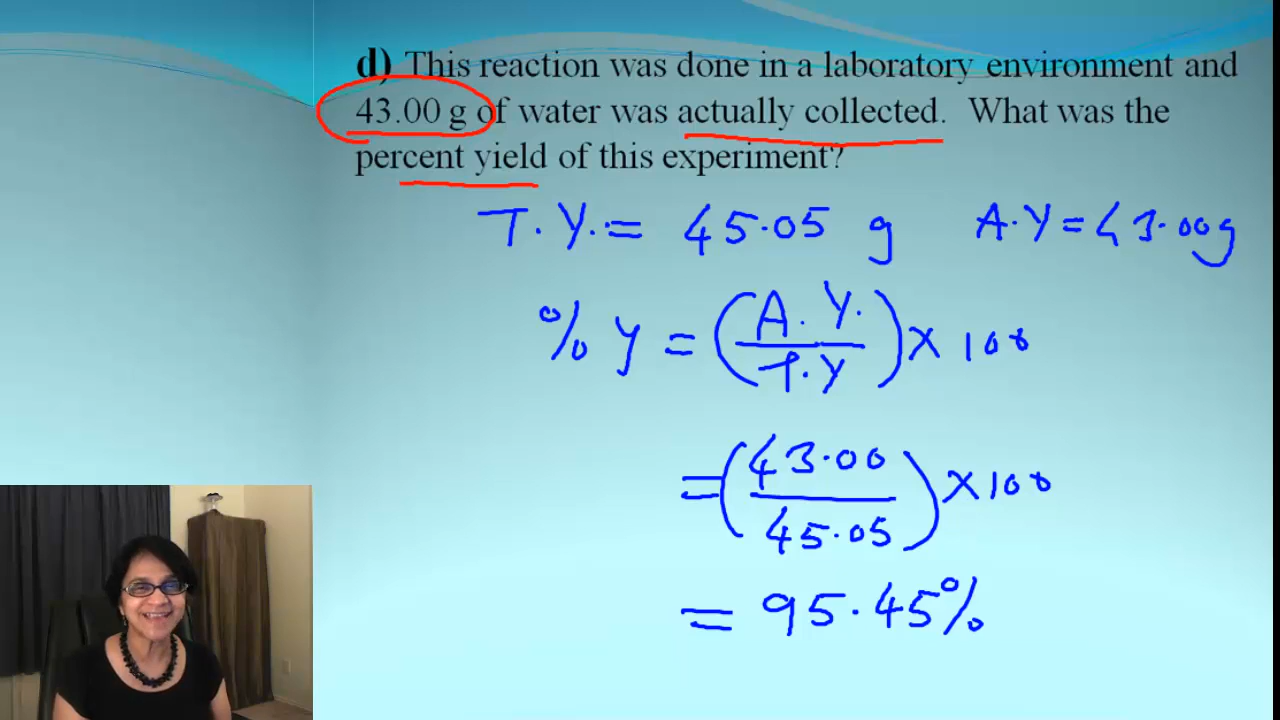 d) This reaction was done in a laboratory environment and
43.00 g of water was actually collected. What was the
percent yield of this experiment?
T.Y. = 45.05 g A.Y = 43.00g
% Y = (A.Y. / T.Y) × 100
= (43.00 / 45.05) × 100
= 95.45%